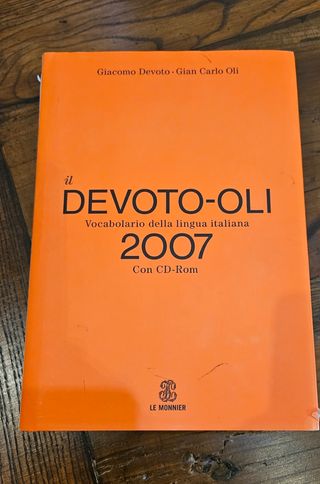 Giacomo Devoto - Gian Carlo Oli
il
DEVOTO-OLI
Vocabolario della lingua italiana
2007
Con CD-Rom
LE MONNIER